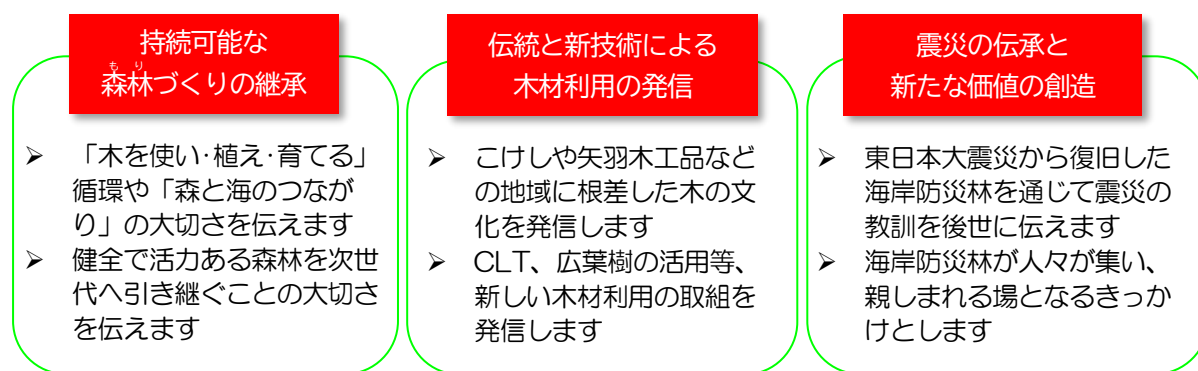 持続可能な
もり
森林づくりの継承
➢ 「木を使い・植え・育てる」
循環や「森と海のつなが
り」の大切さを伝えます
➢ 健全で活力ある森林を次世
代へ引き継ぐことの大切さ
を伝えます
伝統と新技術による
木材利用の発信
➢ こけしや矢羽木工品など
の地域に根差した木の文
化を発信します
➢ CLT、広葉樹の活用等、
新しい木材利用の取組を
発信します
震災の伝承と
新たな価値の創造
➢ 東日本大震災から復旧した
海岸防災林を通じて震災の
教訓を後世に伝えます
➢ 海岸防災林が人々が集い、
親しまれる場となるきっか
けとします